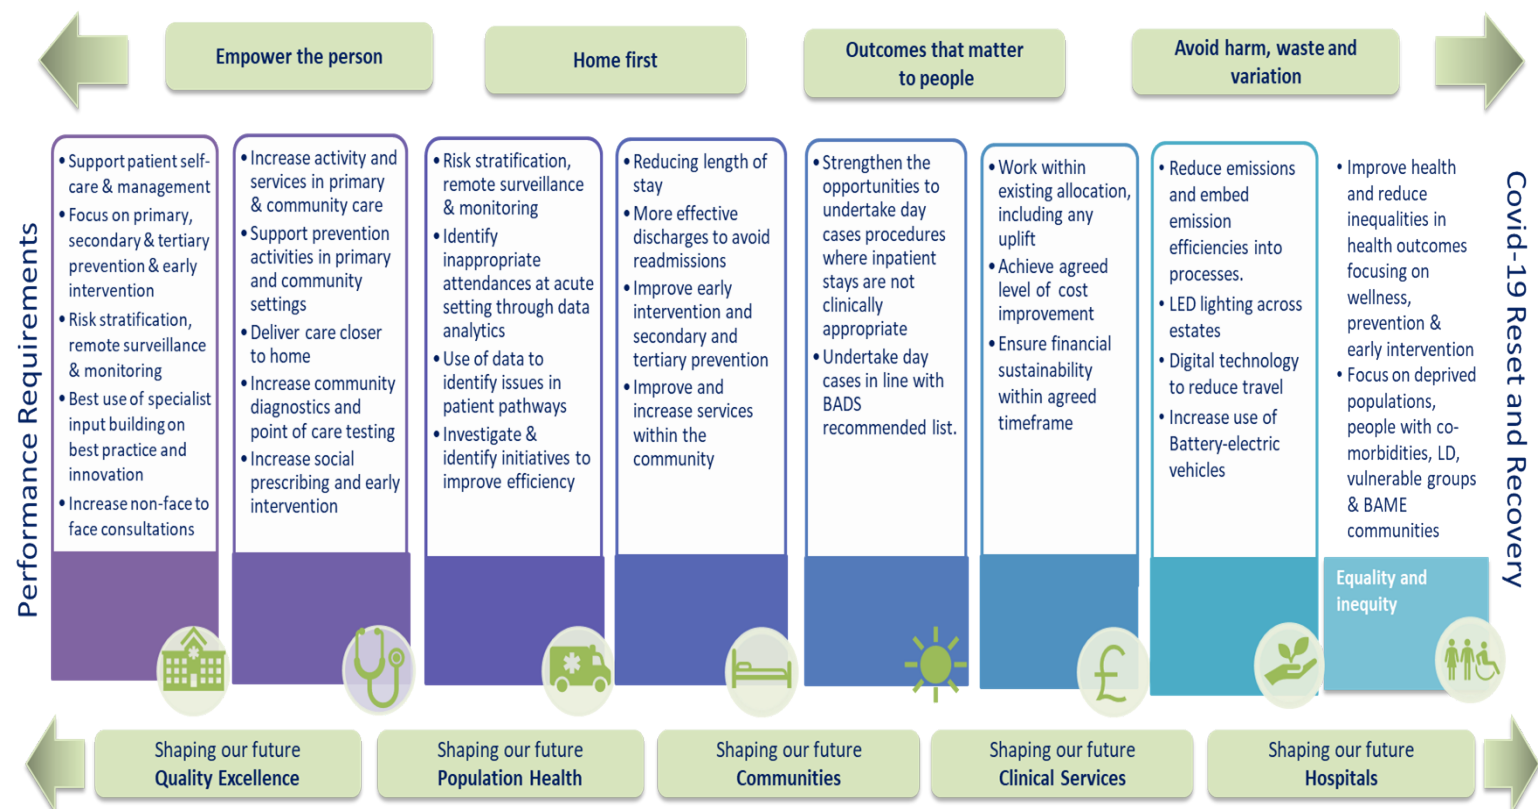 Empower the person
Home first
Outcomes that matter
to people
Avoid harm, waste and
variation
Performance Requirements
• Support patient self-
care & management
• Focus on primary,
secondary & tertiary
prevention & early
intervention
• Risk stratification,
remote surveillance
& monitoring
• Best use of specialist
input building on
best practice and
innovation
• Increase non-face to
face consultations
• Increase activity and
services in primary
& community care
• Support prevention
activities in primary
and community
settings
• Deliver care closer
to home
• Increase community
diagnostics and
point of care testing
• Increase social
prescribing and early
intervention
• Risk stratification,
remote surveillance
& monitoring
• Identify
inappropriate
attendances at acute
setting through data
analytics
• Use of data to
identify issues in
patient pathways
• Investigate &
identify initiatives to
improve efficiency
• Reducing length of
stay
• More effective
discharges to avoid
readmissions
• Improve early
intervention and
secondary and
tertiary prevention
• Improve and
increase services
within the
community
• Strengthen the
opportunities to
undertake day
cases procedures
where inpatient
stays are not
clinically
appropriate
• Undertake day
cases in line with
BADS
recommended list.
• Work within
existing allocation,
including any
uplift
• Achieve agreed
level of cost
improvement
• Ensure financial
sustainability
within agreed
timeframe
• Reduce emissions
and embed
emission
efficiencies into
processes.
• LED lighting across
estates
• Digital technology
to reduce travel
• Increase use of
Battery-electric
vehicles
• Improve health
and reduce
inequalities in
health outcomes
focusing on
wellness,
prevention &
early intervention
• Focus on deprived
populations,
people with co-
morbidities, LD,
vulnerable groups
& BAME
communities
Equality and
inequity
£
Covid-19 Reset and Recovery
Shaping our future
Quality Excellence
Shaping our future
Population Health
Shaping our future
Communities
Shaping our future
Clinical Services
Shaping our future
Hospitals